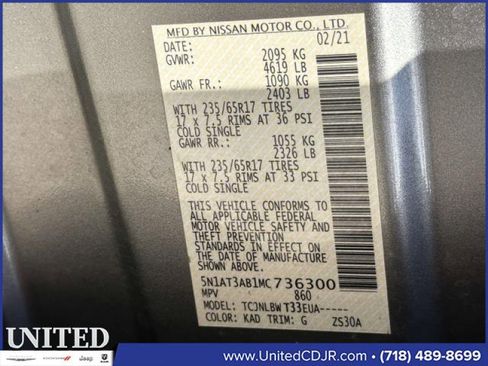 MFD BY NISSAN MOTOR CO., LTD.
DATE: 02/21
GVWR: 2095 KG
4619 LB
GAWR FR.: 1090 KG
2403 LB
WITH 235/65R17 TIRES
17 x 7.5 RIMS AT 36 PSI
COLD SINGLE
GAWR RR.: 1055 KG
2326 LB
WITH 235/65R17 TIRES
17 x 7.5 RIMS AT 33 PSI
COLD SINGLE
THIS VEHICLE CONFORMS TO
ALL APPLICABLE FEDERAL
MOTOR VEHICLE SAFETY AND
THEFT PREVENTION
STANDARDS IN EFFECT ON
THE DATE OF MANUFACTURE
SHOWN ABOVE.
5N1AT3AB1MC736300
MPV 860
MODEL: TCJNLBWT33EUA-----
COLOR: KAD TRIM: G ZS30A
UNITED
Jeep
www.UnitedCDJR.com (718) 489-8699